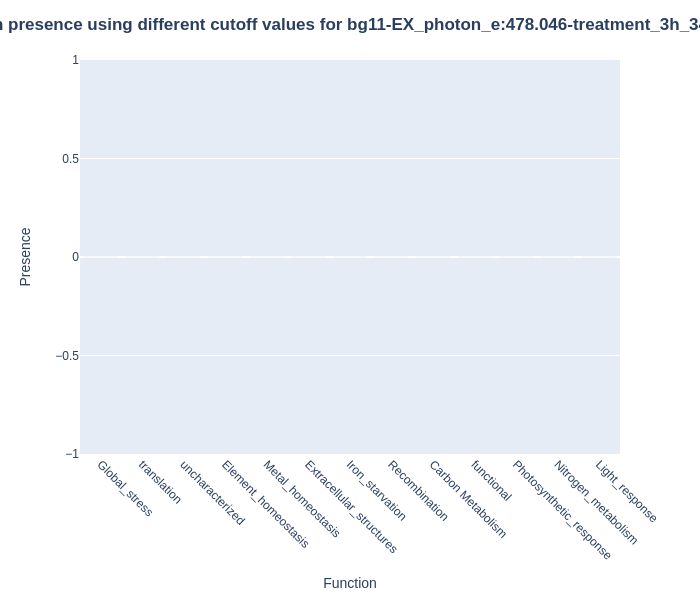 presence using different cutoff values for bg11-EX_photon_e:478.046-treatment_3h_3
1
0.5
0
−0.5
−1
Presence
Global_stress
translation
uncharacterized
Element_homeostasis
Metal_homeostasis
Extracellular_structures
Iron_starvation
Recombination
Carbon Metabolism
functional
Photosynthetic_response
Nitrogen_metabolism
Light_response
Function